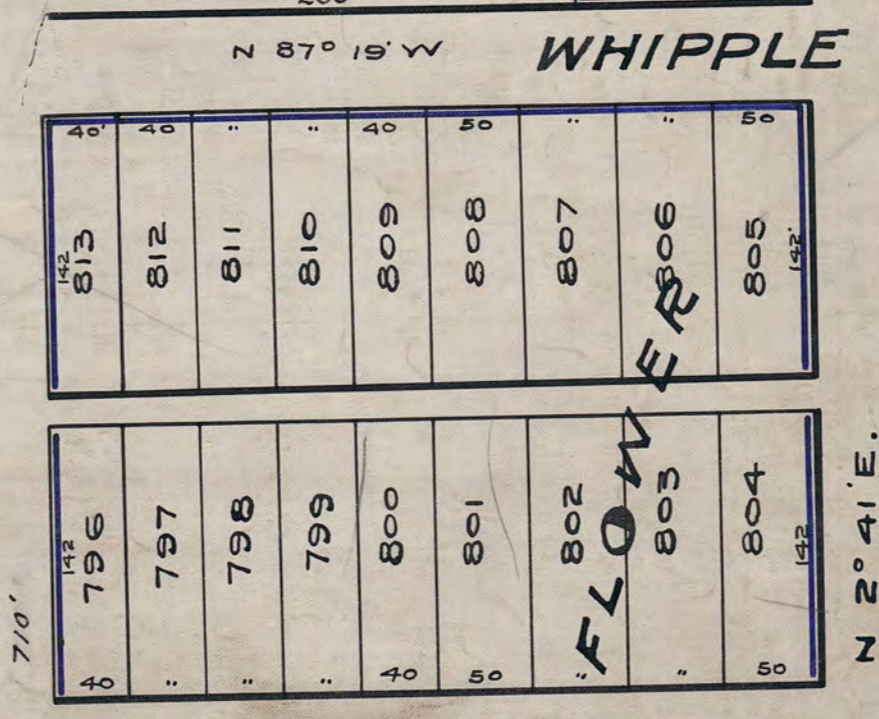 N 87° 19' W WHIPPLE
40' 40 " " 40 50 " " 50
142 813 812 811 810 809 808 807 806 805 142'
FLOWER
142 796 797 798 799 800 801 802 803 804 142
40 " " " 40 50 " " 50
710'
N 2° 41' E.